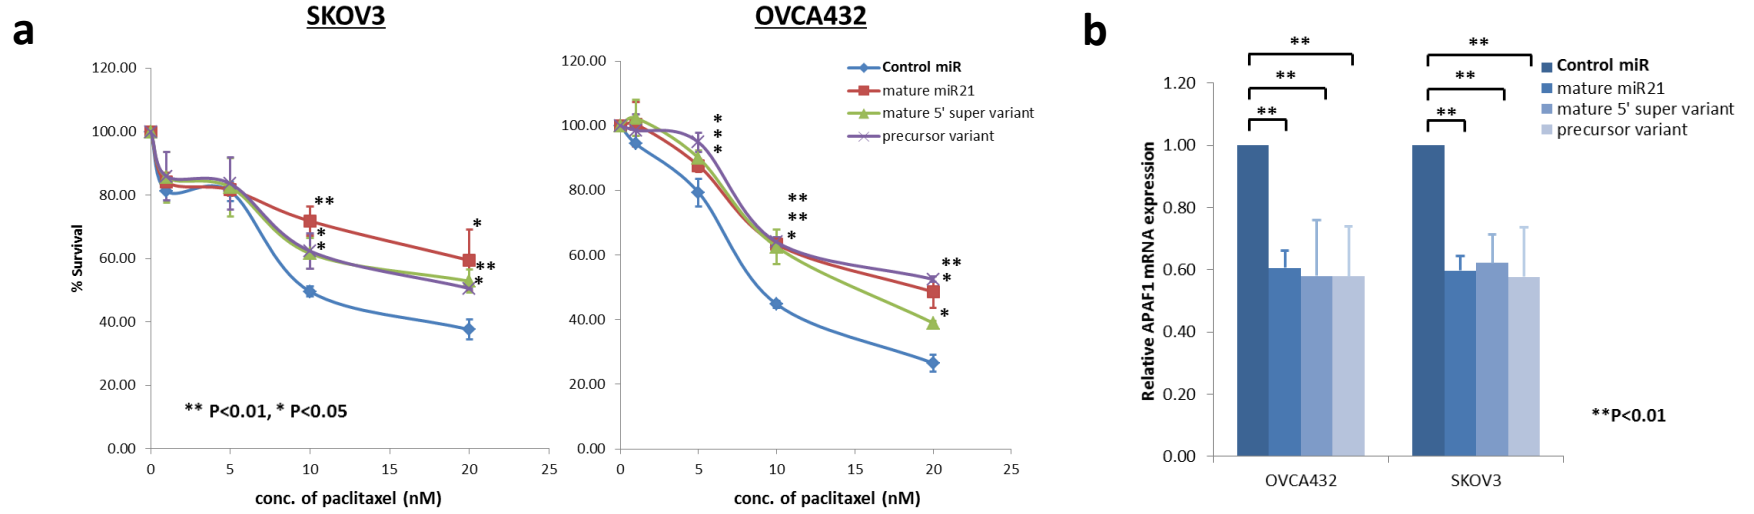 a
SKOV3
120.00
100.00
80.00
60.00
40.00
20.00
0.00
% Survival
0 5 10 15 20 25
conc. of paclitaxel (nM)
**
*
*
*
**
*
** P<0.01, * P<0.05
OVCA432
120.00
100.00
80.00
60.00
40.00
20.00
0.00
0 5 10 15 20 25
conc. of paclitaxel (nM)
*
*
*
**
**
*
**
*
*
Control miR
mature miR21
mature 5' super variant
precursor variant
b
1.20
1.00
0.80
0.60
0.40
0.20
0.00
Relative APAF1 mRNA expression
**
**
**
**
**
**
OVCA432 SKOV3
Control miR
mature miR21
mature 5' super variant
precursor variant
**P<0.01